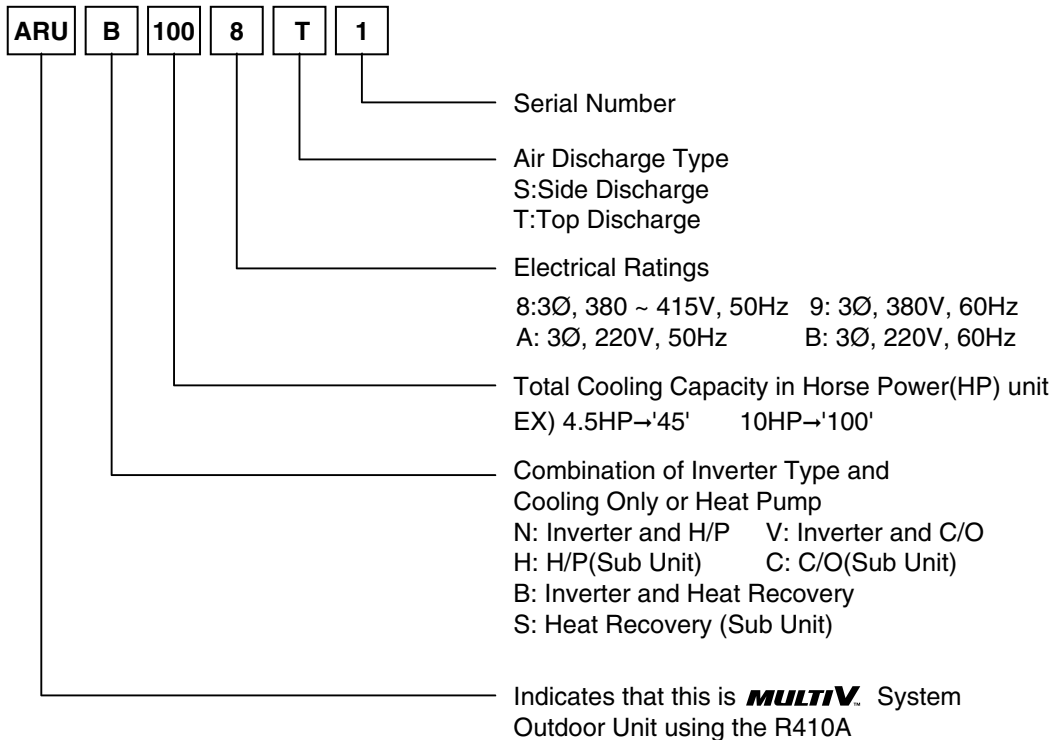 ARU B 100 8 T 1
Serial Number
Air Discharge Type
S:Side Discharge
T:Top Discharge
Electrical Ratings
8:3Ø, 380 ~ 415V, 50Hz 9: 3Ø, 380V, 60Hz
A: 3Ø, 220V, 50Hz B: 3Ø, 220V, 60Hz
Total Cooling Capacity in Horse Power(HP) unit
EX) 4.5HP→'45' 10HP→'100'
Combination of Inverter Type and
Cooling Only or Heat Pump
N: Inverter and H/P V: Inverter and C/O
H: H/P(Sub Unit) C: C/O(Sub Unit)
B: Inverter and Heat Recovery
S: Heat Recovery (Sub Unit)
Indicates that this is MULTI V™ System
Outdoor Unit using the R410A